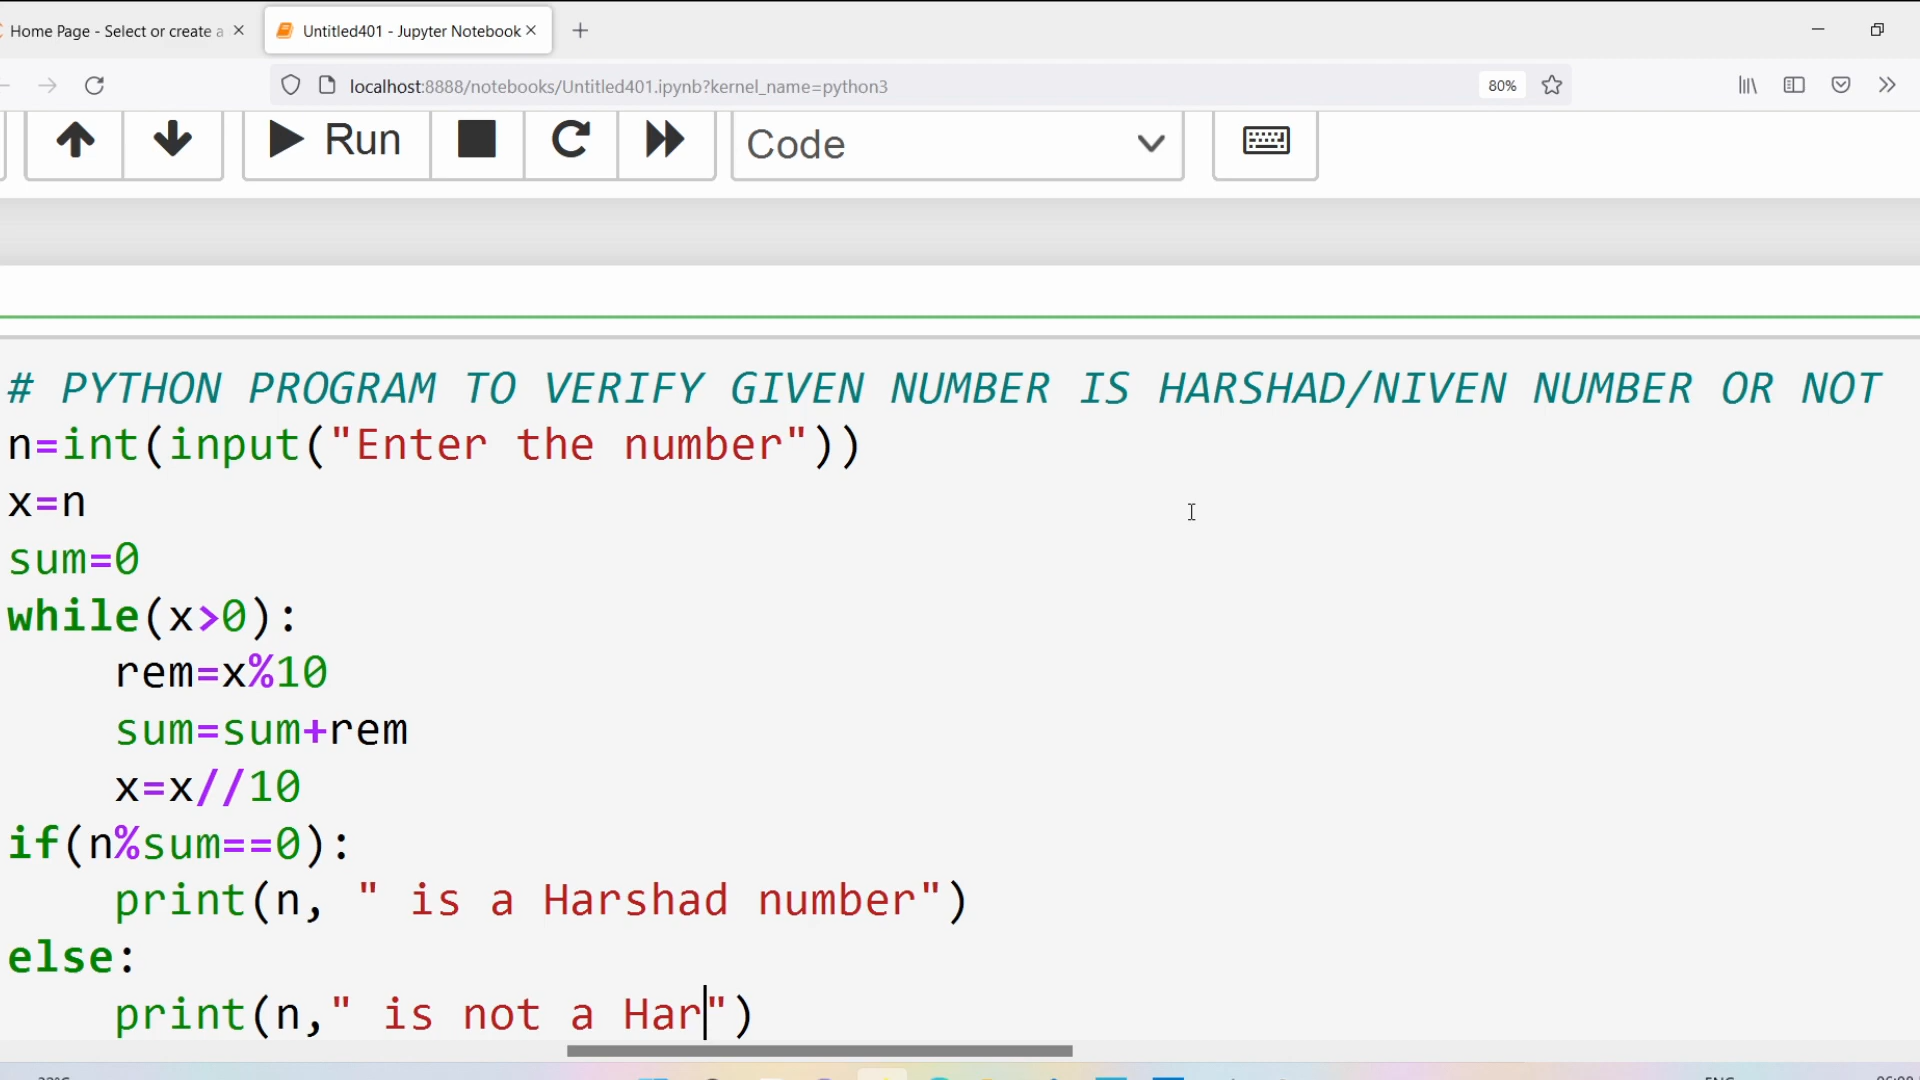 Home Page - Select or create a
Untitled401 - Jupyter Notebook
localhost:8888/notebooks/Untitled401.ipynb?kernel_name=python3
80%
Run
Code
# PYTHON PROGRAM TO VERIFY GIVEN NUMBER IS HARSHAD/NIVEN NUMBER OR NOT
n=int(input("Enter the number"))
x=n
sum=0
while(x>0):
    rem=x%10
    sum=sum+rem
    x=x//10
if(n%sum==0):
    print(n, " is a Harshad number")
else:
    print(n," is not a Har")